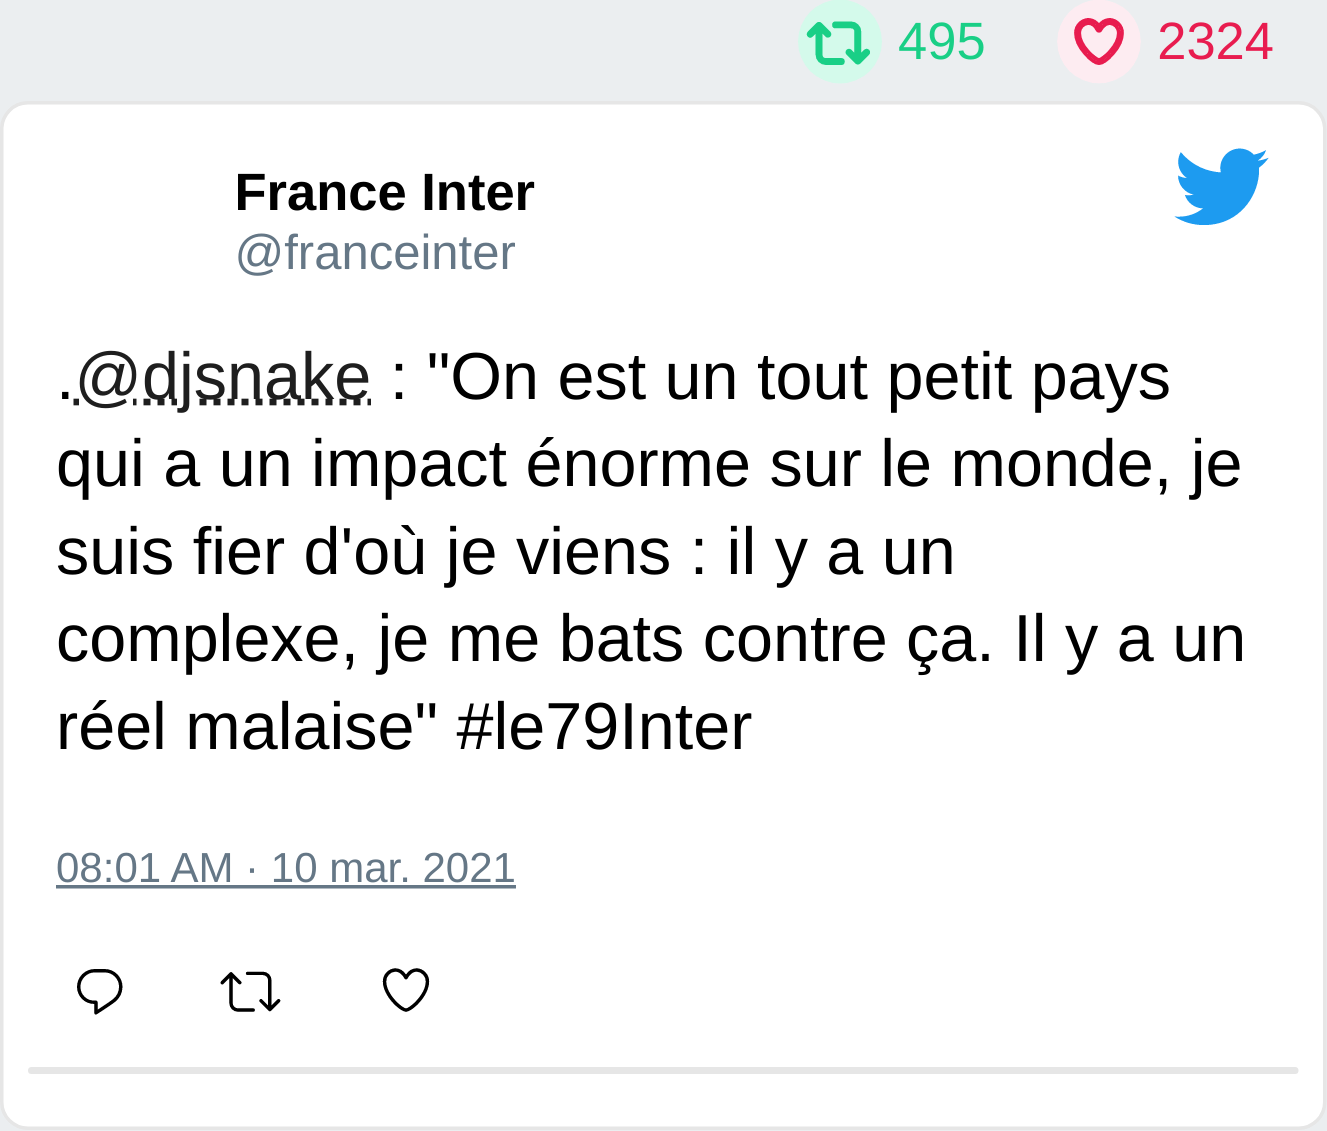 495 2324
France Inter
@franceinter
.@djsnake : "On est un tout petit pays
qui a un impact énorme sur le monde, je
suis fier d'où je viens : il y a un
complexe, je me bats contre ça. Il y a un
réel malaise" #le79Inter
08:01 AM · 10 mar. 2021